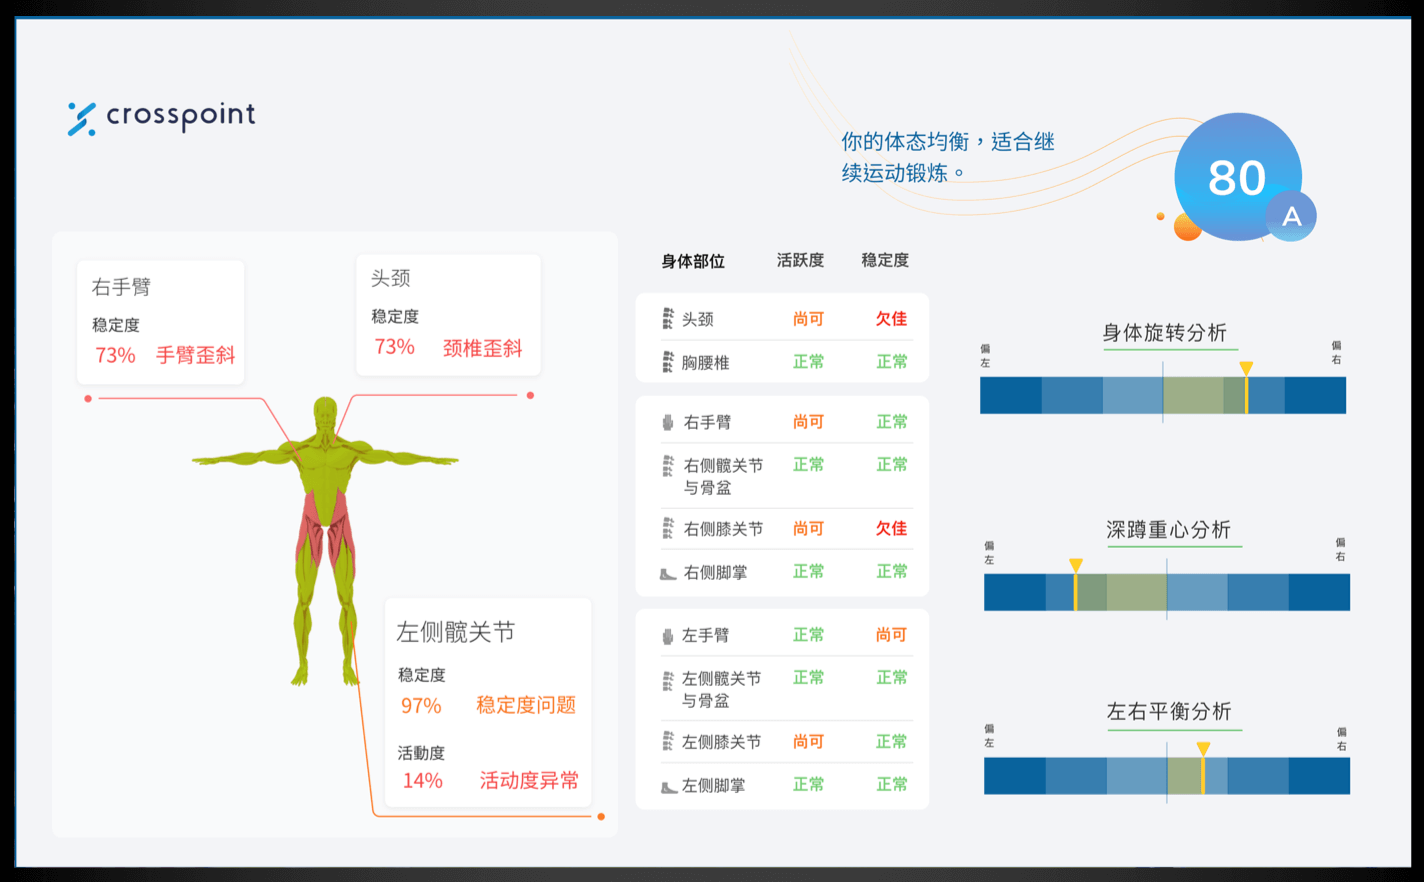 crosspoint
你的体态均衡，适合继
续运动锻炼。
80
A
右手臂
稳定度
73% 手臂歪斜
头颈
稳定度
73% 颈椎歪斜
左侧髋关节
稳定度
97% 稳定度问题
活動度
14% 活动度异常
身体部位 活跃度 稳定度
头颈 尚可 欠佳
胸腰椎 正常 正常
右手臂 尚可 正常
右侧髋关节 正常 正常
与骨盆
右侧膝关节 尚可 欠佳
右侧脚掌 正常 正常
左手臂 正常 尚可
左侧髋关节 正常 正常
与骨盆
左侧膝关节 尚可 正常
左侧脚掌 正常 正常
身体旋转分析
偏
左
偏
右
深蹲重心分析
偏
左
偏
右
左右平衡分析
偏
左
偏
右